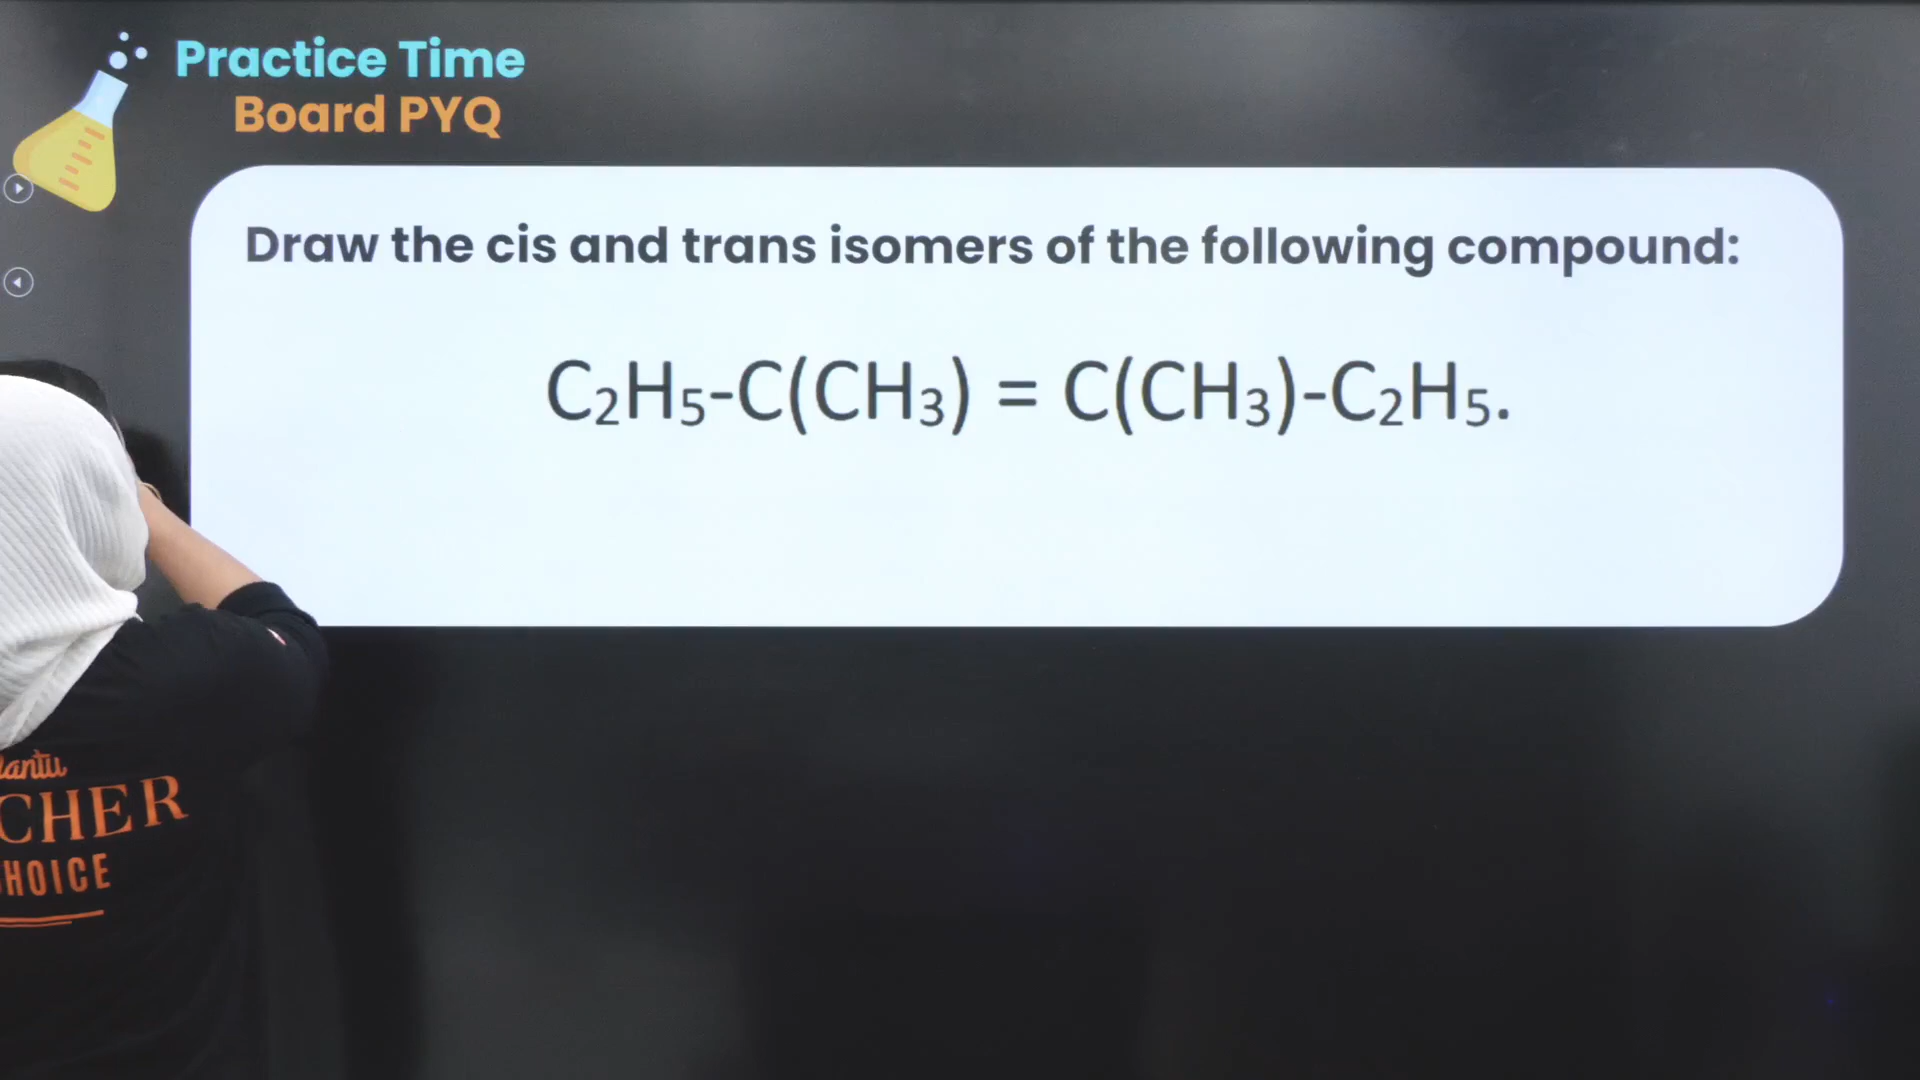 Practice Time
Board PYQ
Draw the cis and trans isomers of the following compound:
C₂H₅-C(CH₃) = C(CH₃)-C₂H₅.
CHER
HOICE